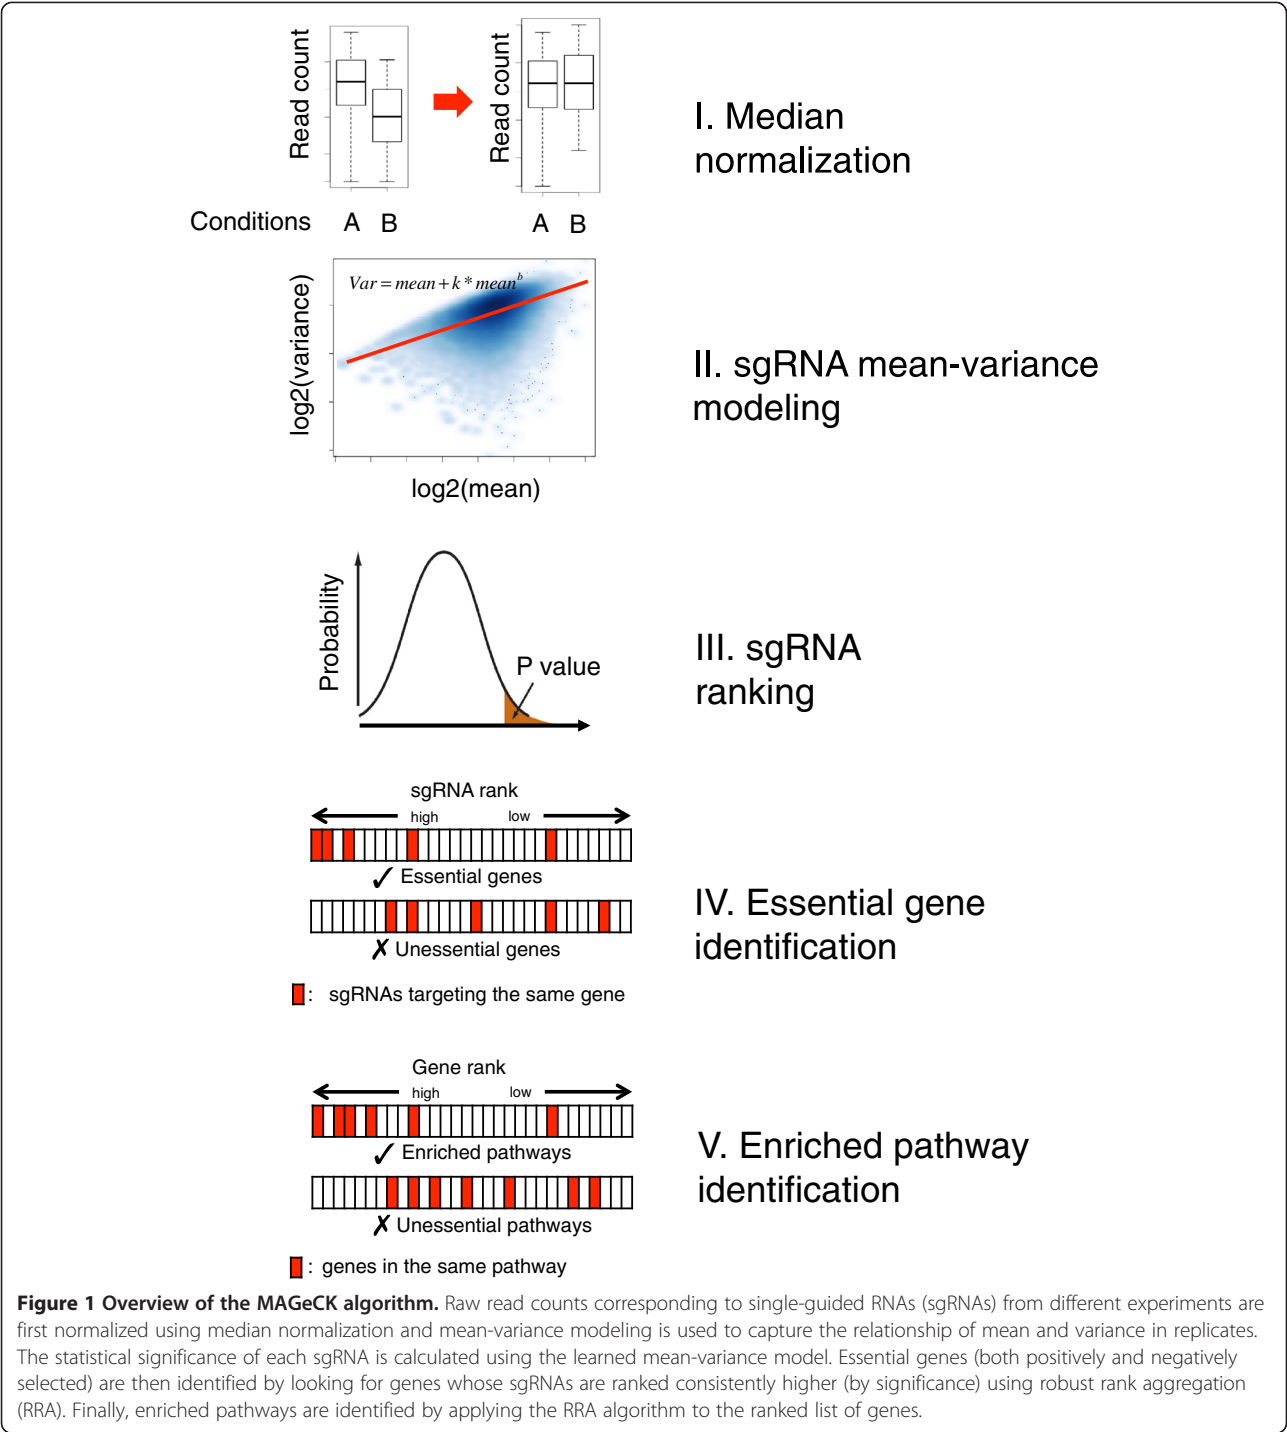 Read count
Read count
I. Median
normalization
Conditions A B
A B
Var = mean + k * mean^b
log2(variance)
log2(mean)
II. sgRNA mean-variance
modeling
Probability
P value
III. sgRNA
ranking
sgRNA rank
high low
✓ Essential genes
✗ Unessential genes
: sgRNAs targeting the same gene
IV. Essential gene
identification
Gene rank
high low
✓ Enriched pathways
✗ Unessential pathways
: genes in the same pathway
V. Enriched pathway
identification
Figure 1 Overview of the MAGeCK algorithm. Raw read counts corresponding to single-guided RNAs (sgRNAs) from different experiments are
first normalized using median normalization and mean-variance modeling is used to capture the relationship of mean and variance in replicates.
The statistical significance of each sgRNA is calculated using the learned mean-variance model. Essential genes (both positively and negatively
selected) are then identified by looking for genes whose sgRNAs are ranked consistently higher (by significance) using robust rank aggregation
(RRA). Finally, enriched pathways are identified by applying the RRA algorithm to the ranked list of genes.